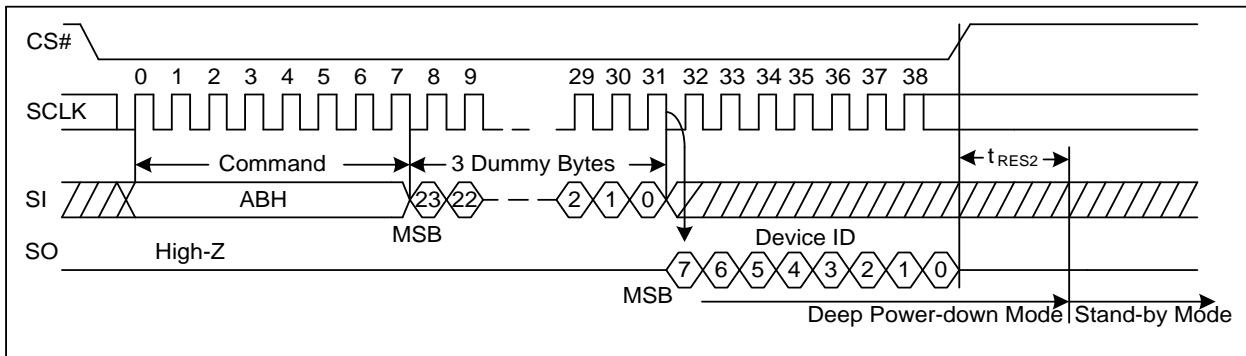 CS#
0 1 2 3 4 5 6 7 8 9 29 30 31 32 33 34 35 36 37 38
SCLK
Command 3 Dummy Bytes tRES2
SI ABH 23 22 2 1 0
MSB Device ID
SO High-Z
7 6 5 4 3 2 1 0
MSB
Deep Power-down Mode Stand-by Mode